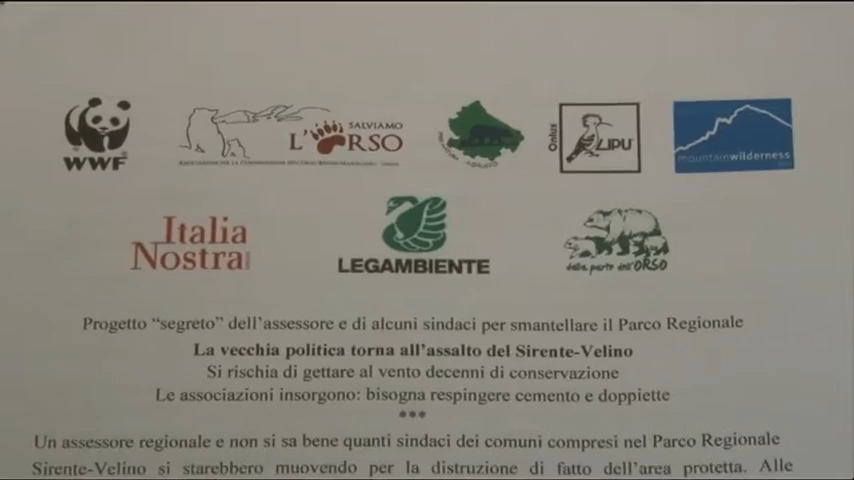 WWF
SALVIAMO
L'ORSO
Onlus
LIPU
mountainwilderness
Italia
Nostra
LEGAMBIENTE
dalla parte dell'ORSO
Progetto “segreto” dell’assessore e di alcuni sindaci per smantellare il Parco Regionale
La vecchia politica torna all’assalto del Sirente-Velino
Si rischia di gettare al vento decenni di conservazione
Le associazioni insorgono: bisogna respingere cemento e doppiette
***
Un assessore regionale e non si sa bene quanti sindaci dei comuni compresi nel Parco Regionale
Sirente-Velino si starebbero muovendo per la distruzione di fatto dell’area protetta. Alle